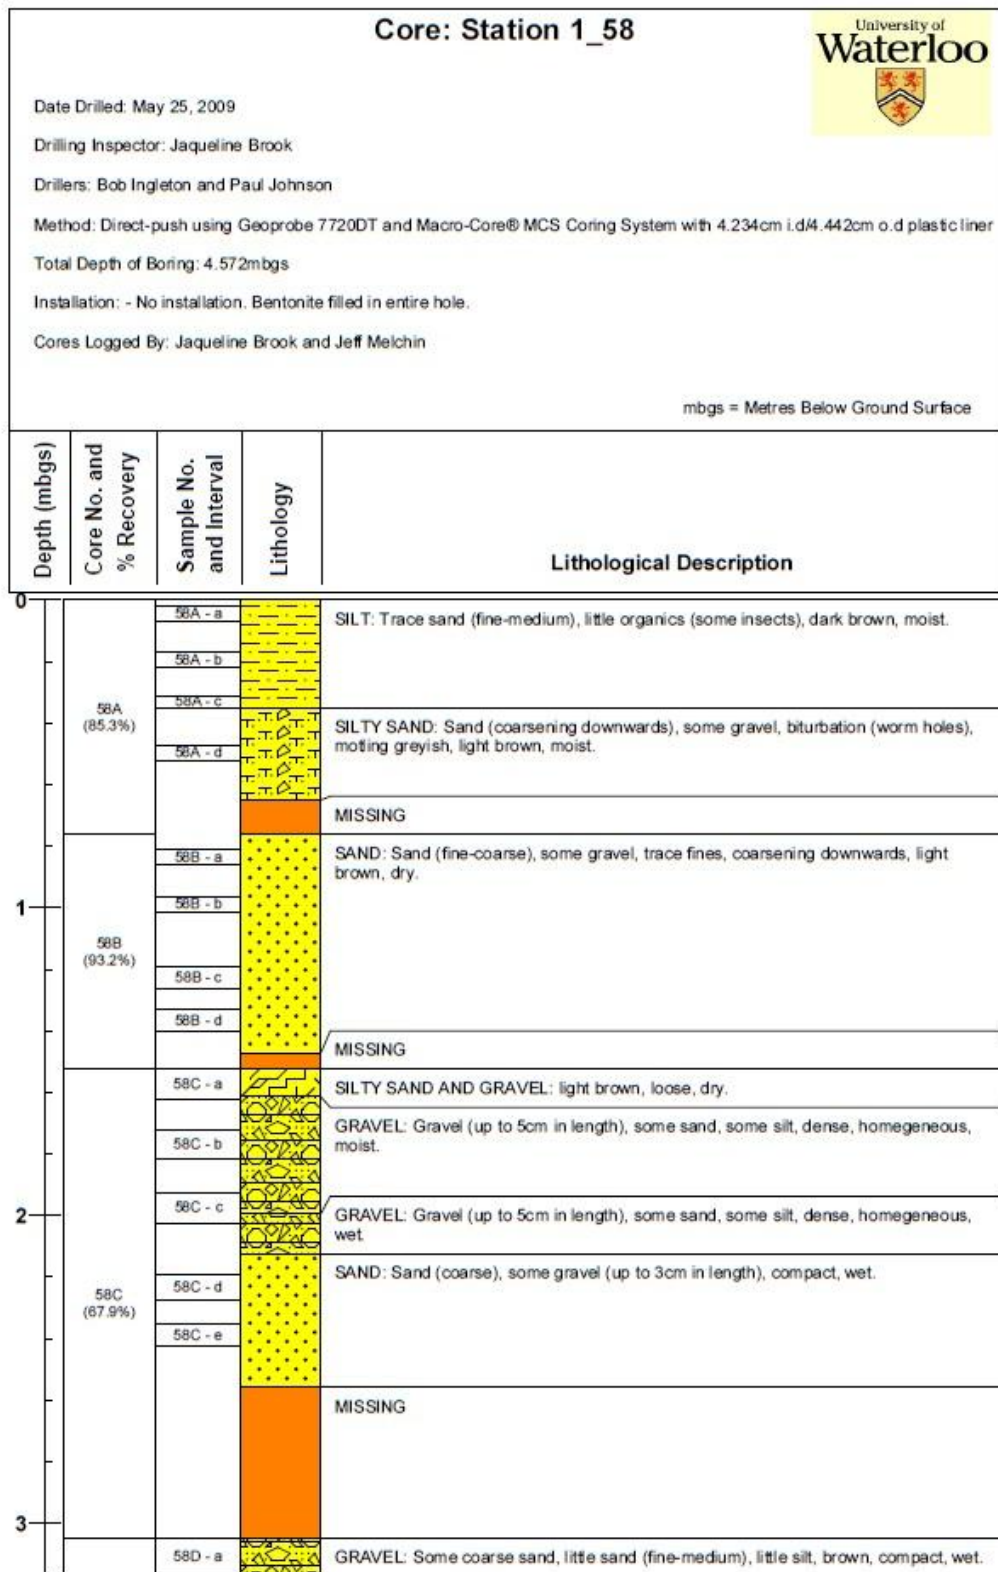 Core: Station 1_58
University of
Waterloo
Date Drilled: May 25, 2009
Drilling Inspector: Jaqueline Brook
Drillers: Bob Ingleton and Paul Johnson
Method: Direct-push using Geoprobe 7720DT and Macro-Core® MCS Coring System with 4.234cm i.d/4.442cm o.d plastic liner
Total Depth of Boring: 4.572mbgs
Installation: - No installation. Bentonite filled in entire hole.
Cores Logged By: Jaqueline Brook and Jeff Melchin
mbgs = Metres Below Ground Surface
Depth (mbgs)
Core No. and
% Recovery
Sample No.
and Interval
Lithology
Lithological Description
0
58A - a
SILT: Trace sand (fine-medium), little organics (some insects), dark brown, moist.
58A - b
58A - c
58A
(85.3%)
SILTY SAND: Sand (coarsening downwards), some gravel, biturbation (worm holes),
motling greyish, light brown, moist.
58A - d
MISSING
58B - a
SAND: Sand (fine-coarse), some gravel, trace fines, coarsening downwards, light
brown, dry.
1
58B - b
58B
(93.2%)
58B - c
58B - d
MISSING
58C - a
SILTY SAND AND GRAVEL: light brown, loose, dry.
GRAVEL: Gravel (up to 5cm in length), some sand, some silt, dense, homegeneous,
moist.
58C - b
58C - c
2
GRAVEL: Gravel (up to 5cm in length), some sand, some silt, dense, homegeneous,
wet
SAND: Sand (coarse), some gravel (up to 3cm in length), compact, wet.
58C - d
58C
(67.9%)
58C - e
MISSING
3
58D - a
GRAVEL: Some coarse sand, little sand (fine-medium), little silt, brown, compact, wet.